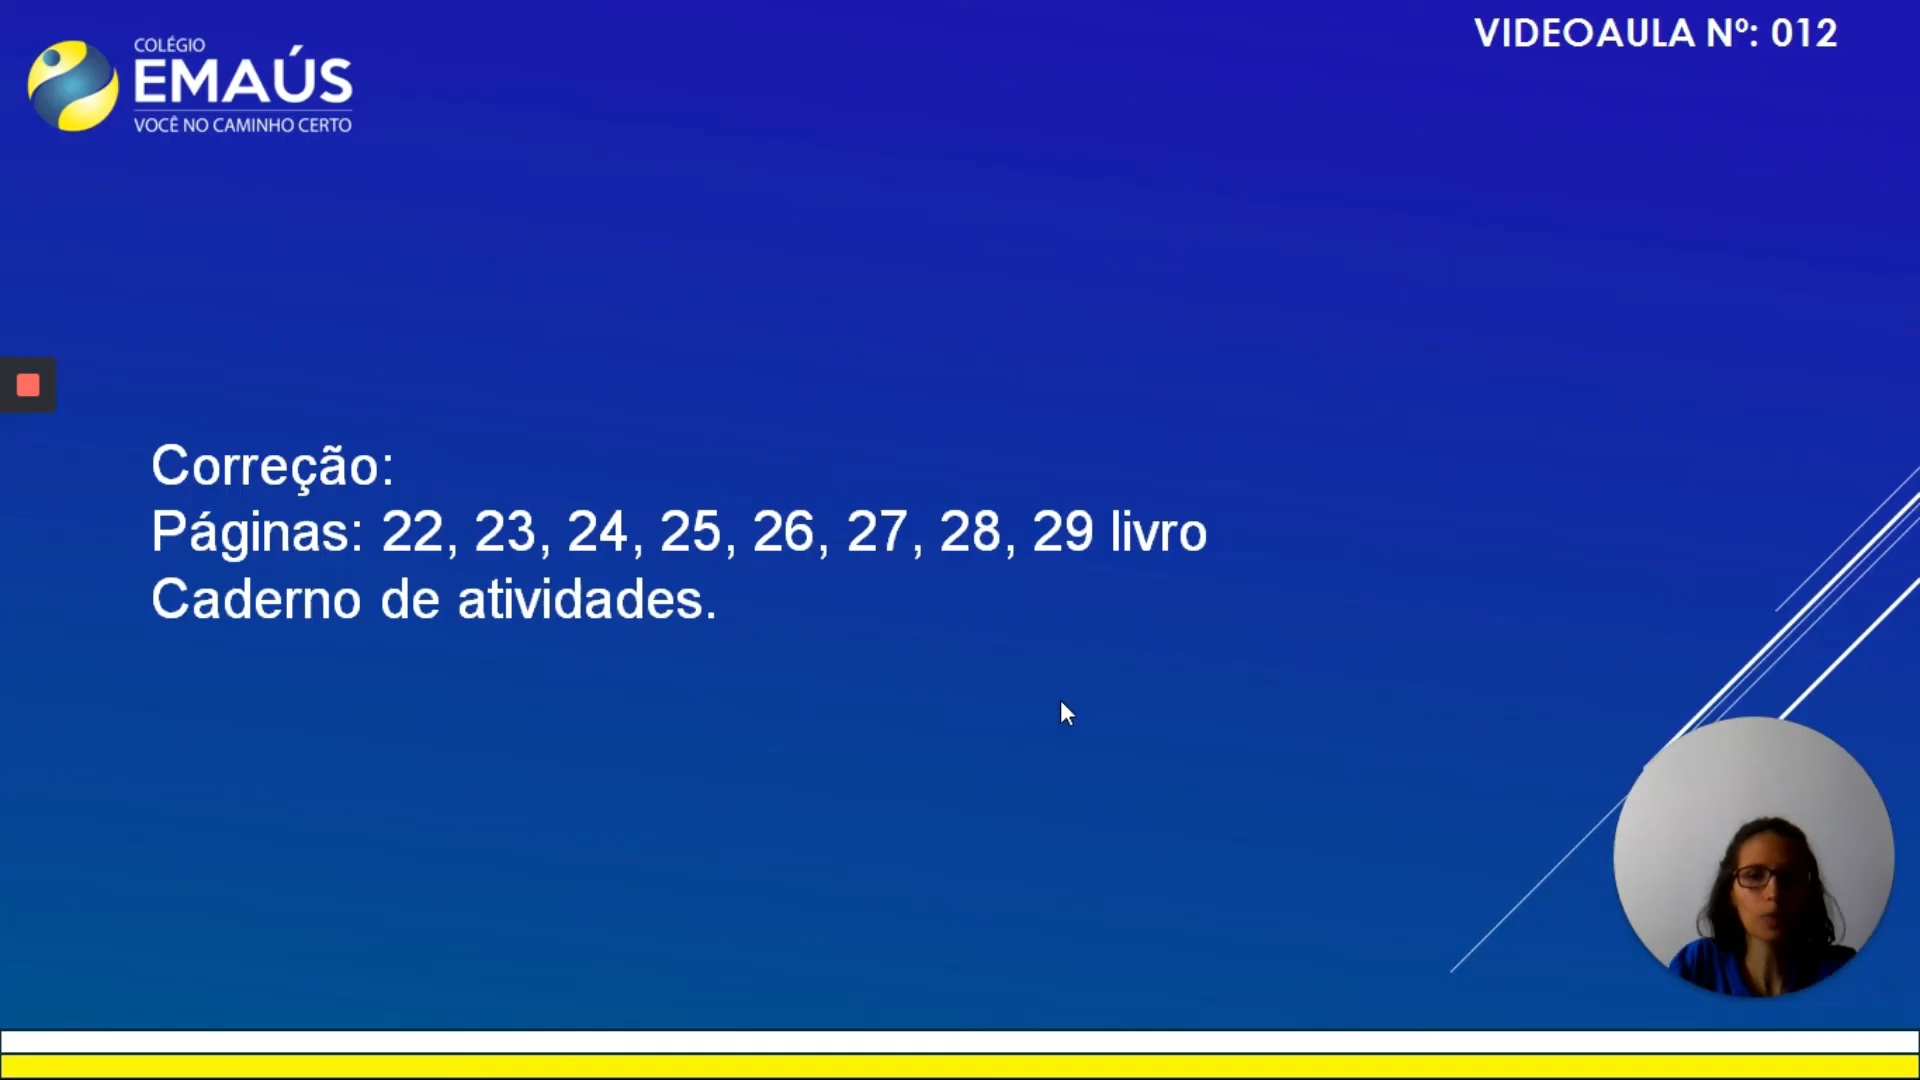 COLÉGIO
EMAÚS
VOCÊ NO CAMINHO CERTO
VIDEOAULA Nº: 012
Correção:
Páginas: 22, 23, 24, 25, 26, 27, 28, 29 livro
Caderno de atividades.